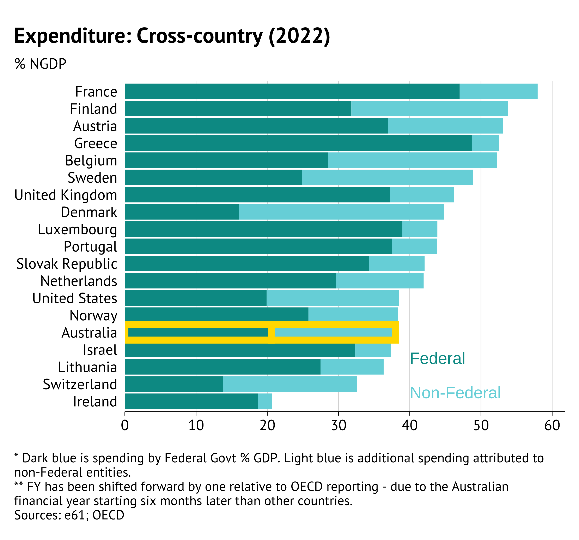 Expenditure: Cross-country (2022)
% NGDP
France
Finland
Austria
Greece
Belgium
Sweden
United Kingdom
Denmark
Luxembourg
Portugal
Slovak Republic
Netherlands
United States
Norway
Australia
Israel
Lithuania
Switzerland
Ireland
Federal
Non-Federal
0 10 20 30 40 50 60
* Dark blue is spending by Federal Govt % GDP. Light blue is additional spending attributed to
non-Federal entities.
** FY has been shifted forward by one relative to OECD reporting - due to the Australian
financial year starting six months later than other countries.
Sources: e61; OECD